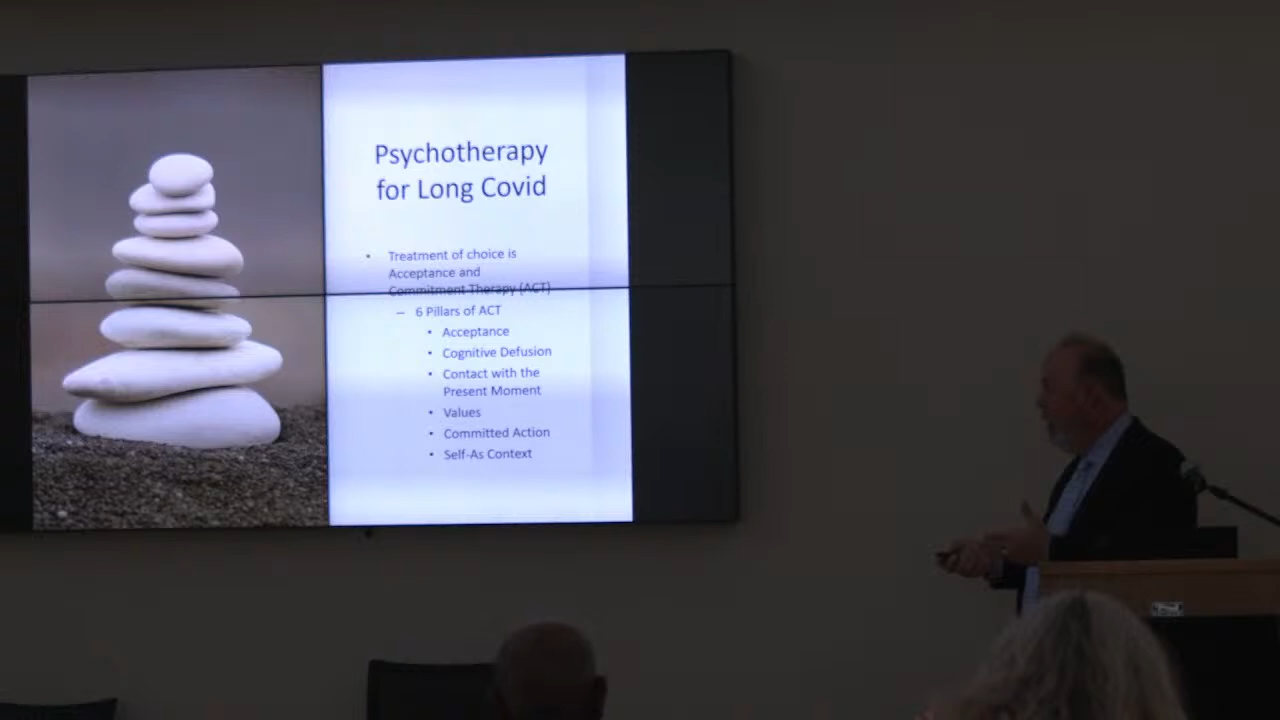 Psychotherapy
for Long Covid
• Treatment of choice is
Acceptance and
Commitment Therapy (ACT)
– 6 Pillars of ACT
• Acceptance
• Cognitive Defusion
• Contact with the
Present Moment
• Values
• Committed Action
• Self-As Context